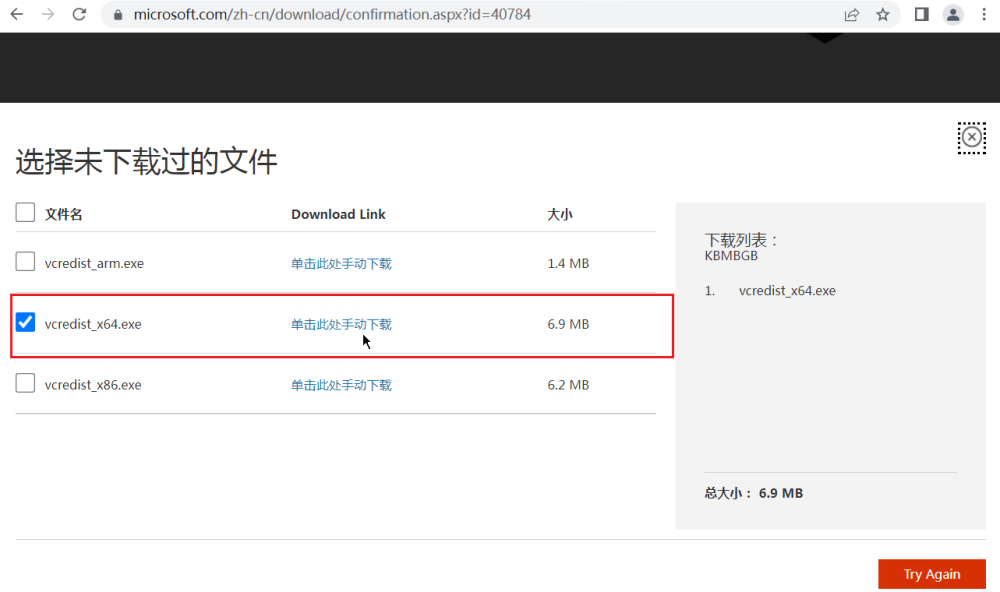 microsoft.com/zh-cn/download/confirmation.aspx?id=40784
选择未下载过的文件
文件名 Download Link 大小
vcredist_arm.exe 单击此处手动下载 1.4 MB
vcredist_x64.exe 单击此处手动下载 6.9 MB
vcredist_x86.exe 单击此处手动下载 6.2 MB
下载列表：
KBMBGB
1. vcredist_x64.exe
总大小： 6.9 MB
Try Again